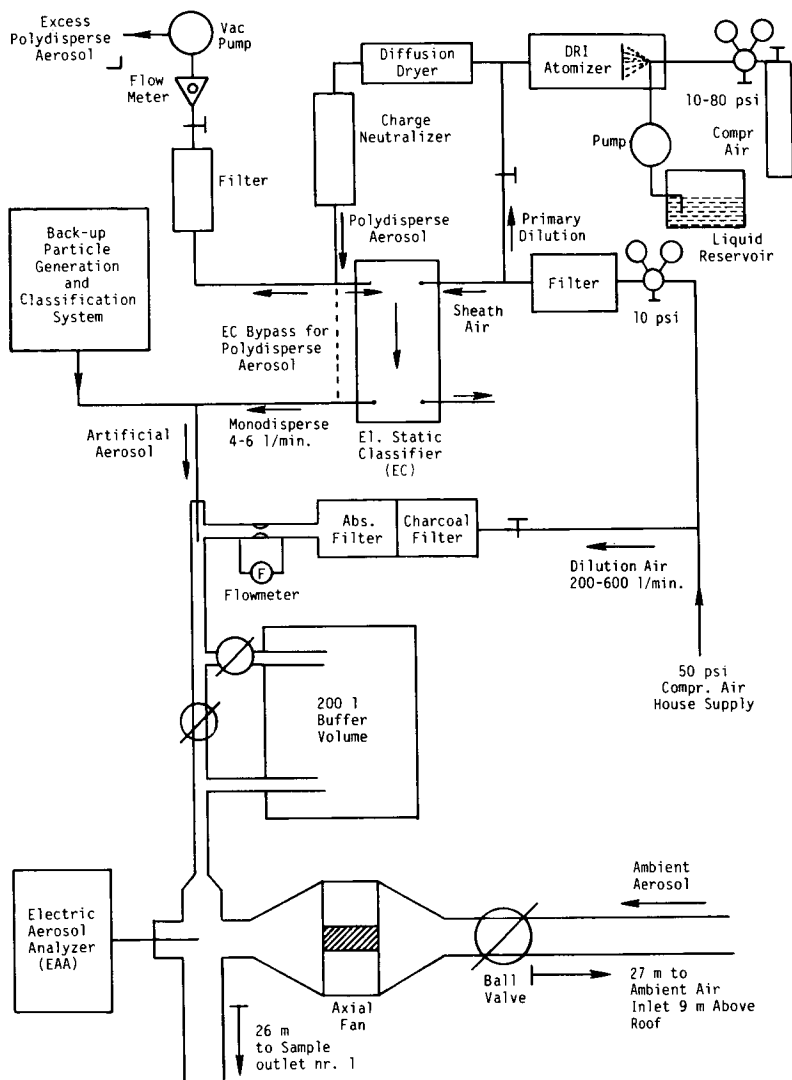 Excess
Polydisperse
Aerosol
Vac
Pump
Flow
Meter
Filter
Diffusion
Dryer
Charge
Neutralizer
DRI
Atomizer
10-80 psi
Compr
Air
Pump
Liquid
Reservoir
Back-up
Particle
Generation
and
Classification
System
Polydisperse
Aerosol
Primary
Dilution
Filter
10 psi
Sheath
Air
EC Bypass for
Polydisperse
Aerosol
Monodisperse
4-6 l/min.
El. Static
Classifier
(EC)
Artificial
Aerosol
Abs.
Filter
Charcoal
Filter
F
Flowmeter
Dilution Air
200-600 l/min.
50 psi
Compr. Air
House Supply
200 l
Buffer
Volume
Electric
Aerosol
Analyzer
(EAA)
Axial
Fan
Ball
Valve
Ambient
Aerosol
27 m to
Ambient Air
Inlet 9 m Above
Roof
26 m
to Sample
outlet nr. 1